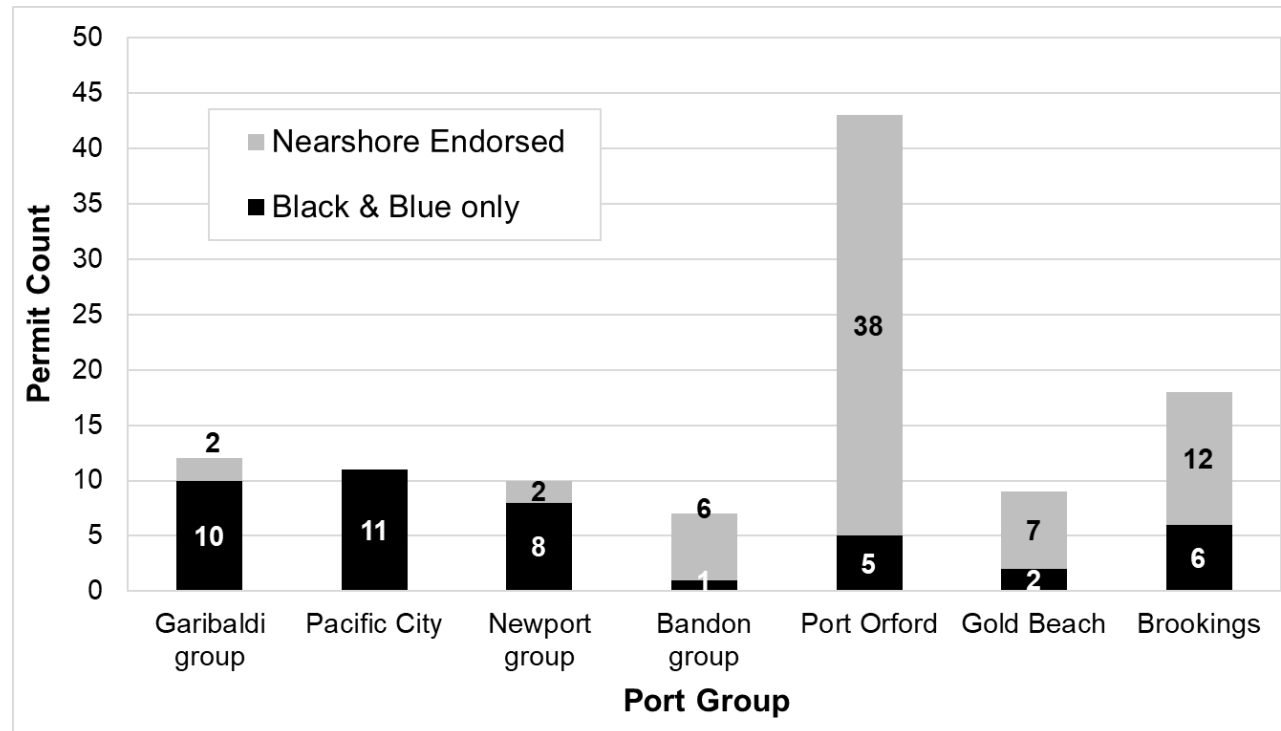 50
45
40
35
30
25
20
15
10
5
0
Permit Count
Nearshore Endorsed
Black & Blue only
2
10
11
2
8
6
1
38
5
7
2
12
6
Garibaldi
group
Pacific City
Newport
group
Bandon
group
Port Orford
Gold Beach
Brookings
Port Group